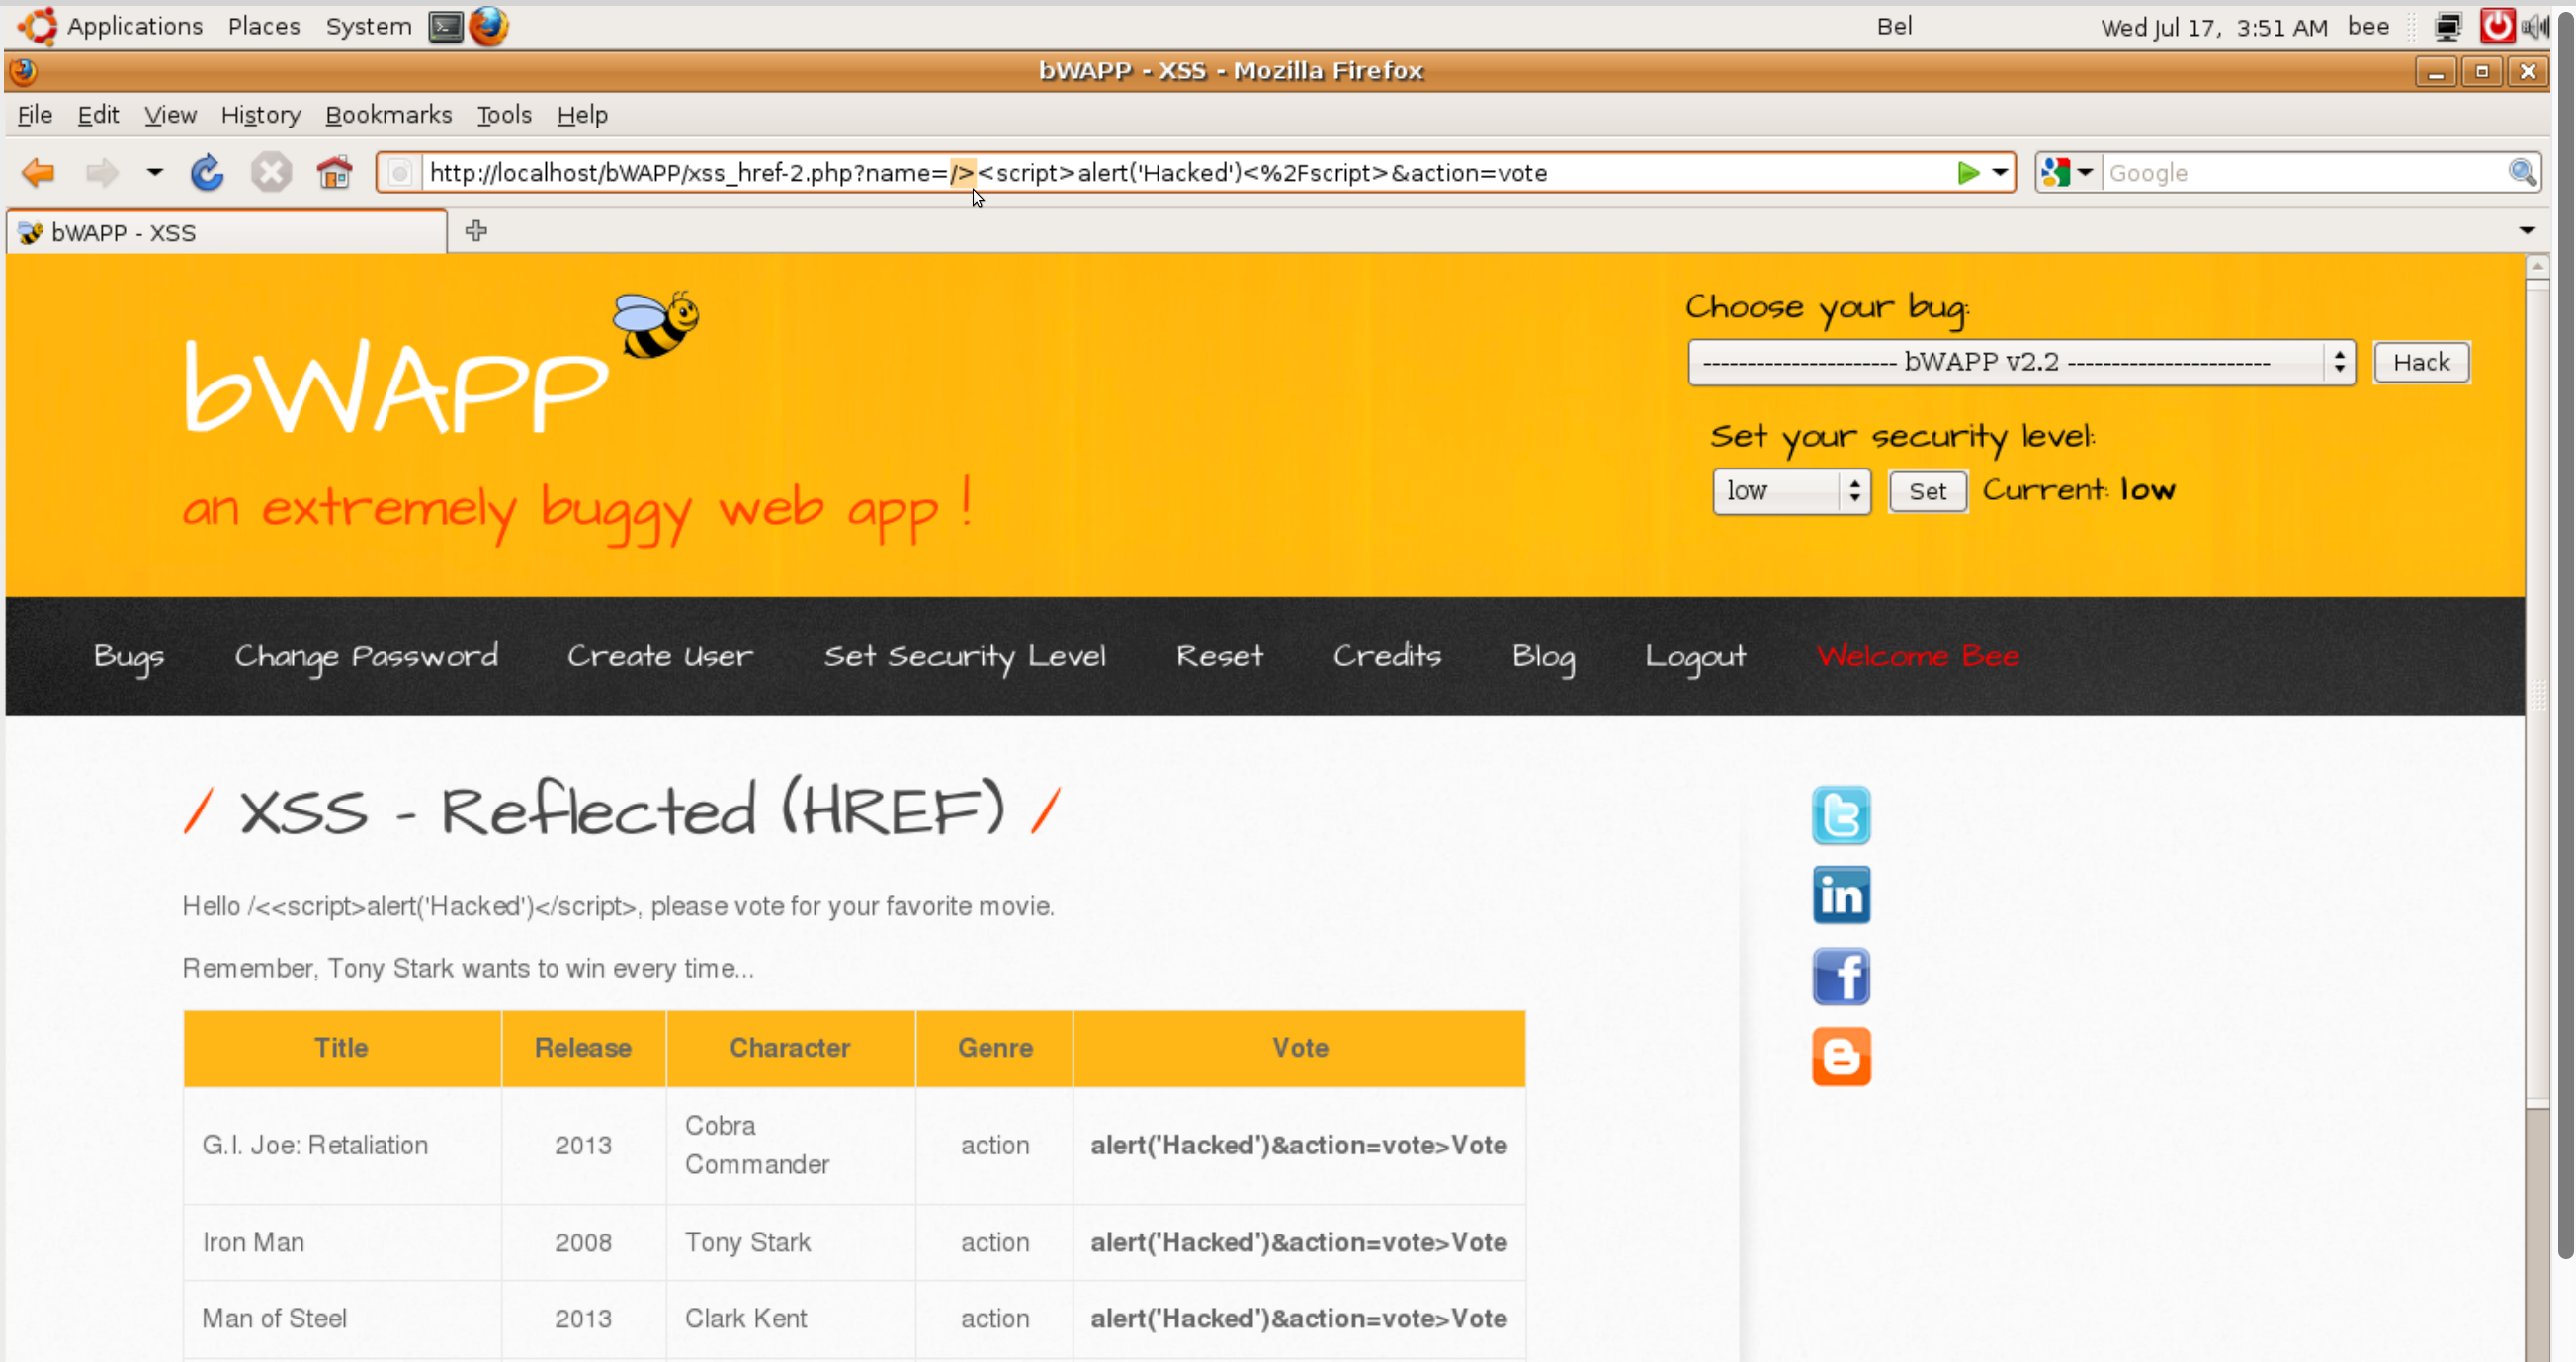 Applications Places System Bel Wed Jul 17, 3:51 AM bee
bWAPP - XSS - Mozilla Firefox
File Edit View History Bookmarks Tools Help
http://localhost/bWAPP/xss_href-2.php?name=/><script>alert('Hacked')<%2Fscript>&action=vote Google
bWAPP - XSS
bWAPP
an extremely buggy web app !
Choose your bug:
---------------------- bWAPP v2.2 ----------------------- Hack
Set your security level:
low Set Current: low
Bugs Change Password Create User Set Security Level Reset Credits Blog Logout Welcome Bee
/ XSS - Reflected (HREF) /
Hello /<<script>alert('Hacked')</script>, please vote for your favorite movie.
Remember, Tony Stark wants to win every time...
Title Release Character Genre Vote
G.I. Joe: Retaliation 2013 Cobra Commander action alert('Hacked')&action=vote>Vote
Iron Man 2008 Tony Stark action alert('Hacked')&action=vote>Vote
Man of Steel 2013 Clark Kent action alert('Hacked')&action=vote>Vote